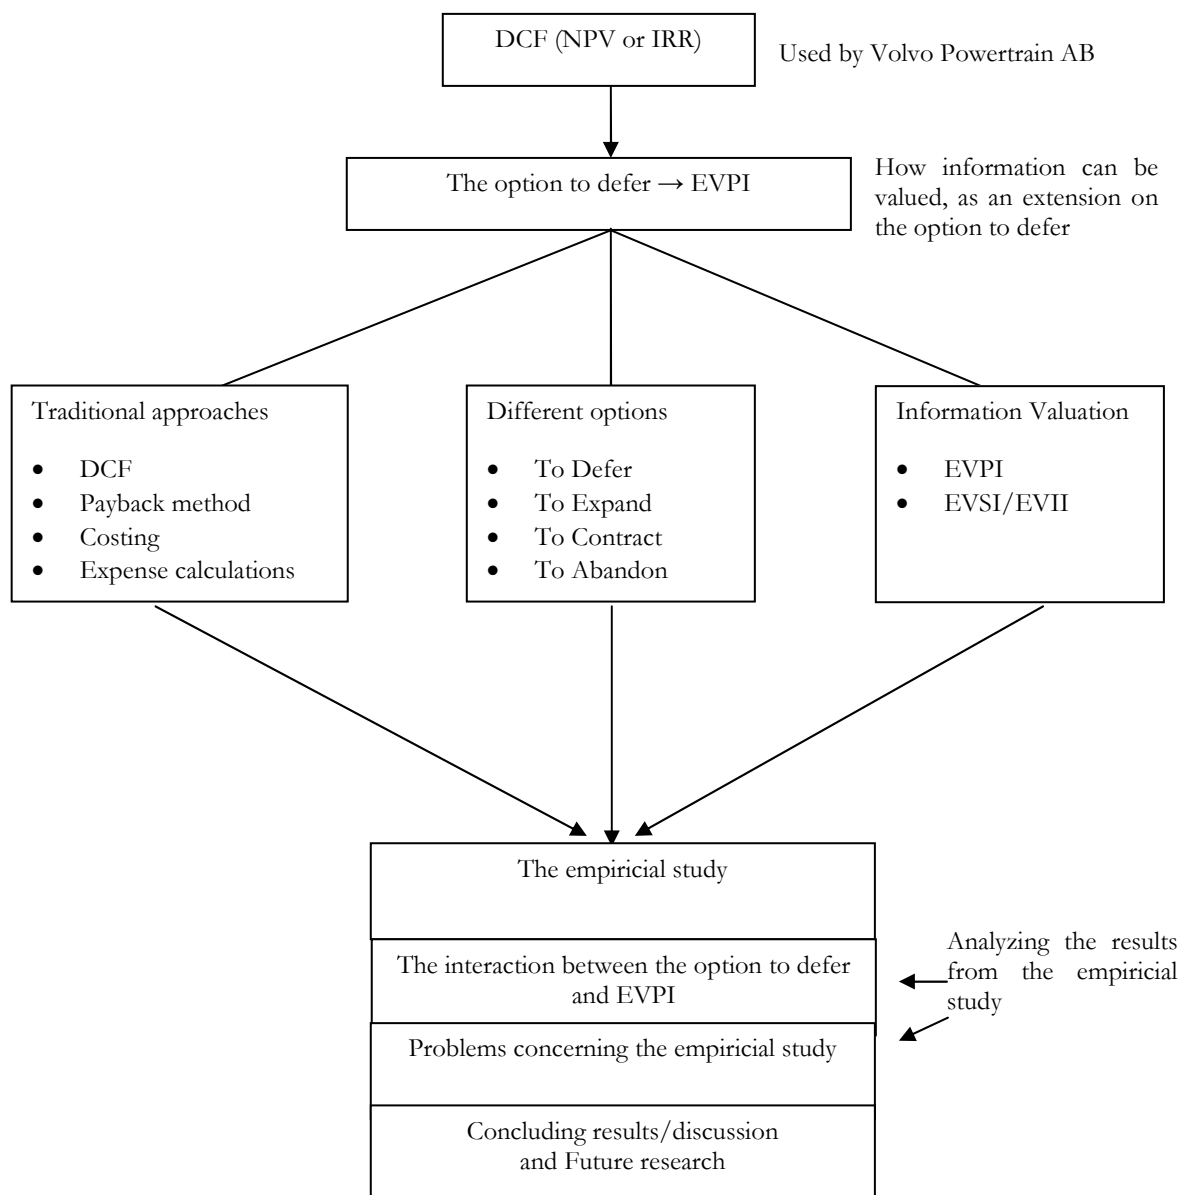 DCF (NPV or IRR)
Used by Volvo Powertrain AB
The option to defer → EVPI
How information can be
valued, as an extension on
the option to defer
Traditional approaches
• DCF
• Payback method
• Costing
• Expense calculations
Different options
• To Defer
• To Expand
• To Contract
• To Abandon
Information Valuation
• EVPI
• EVSI/EVII
The empiricial study
The interaction between the option to defer
and EVPI
Analyzing the results
from the empiricial
study
Problems concerning the empiricial study
Concluding results/discussion
and Future research